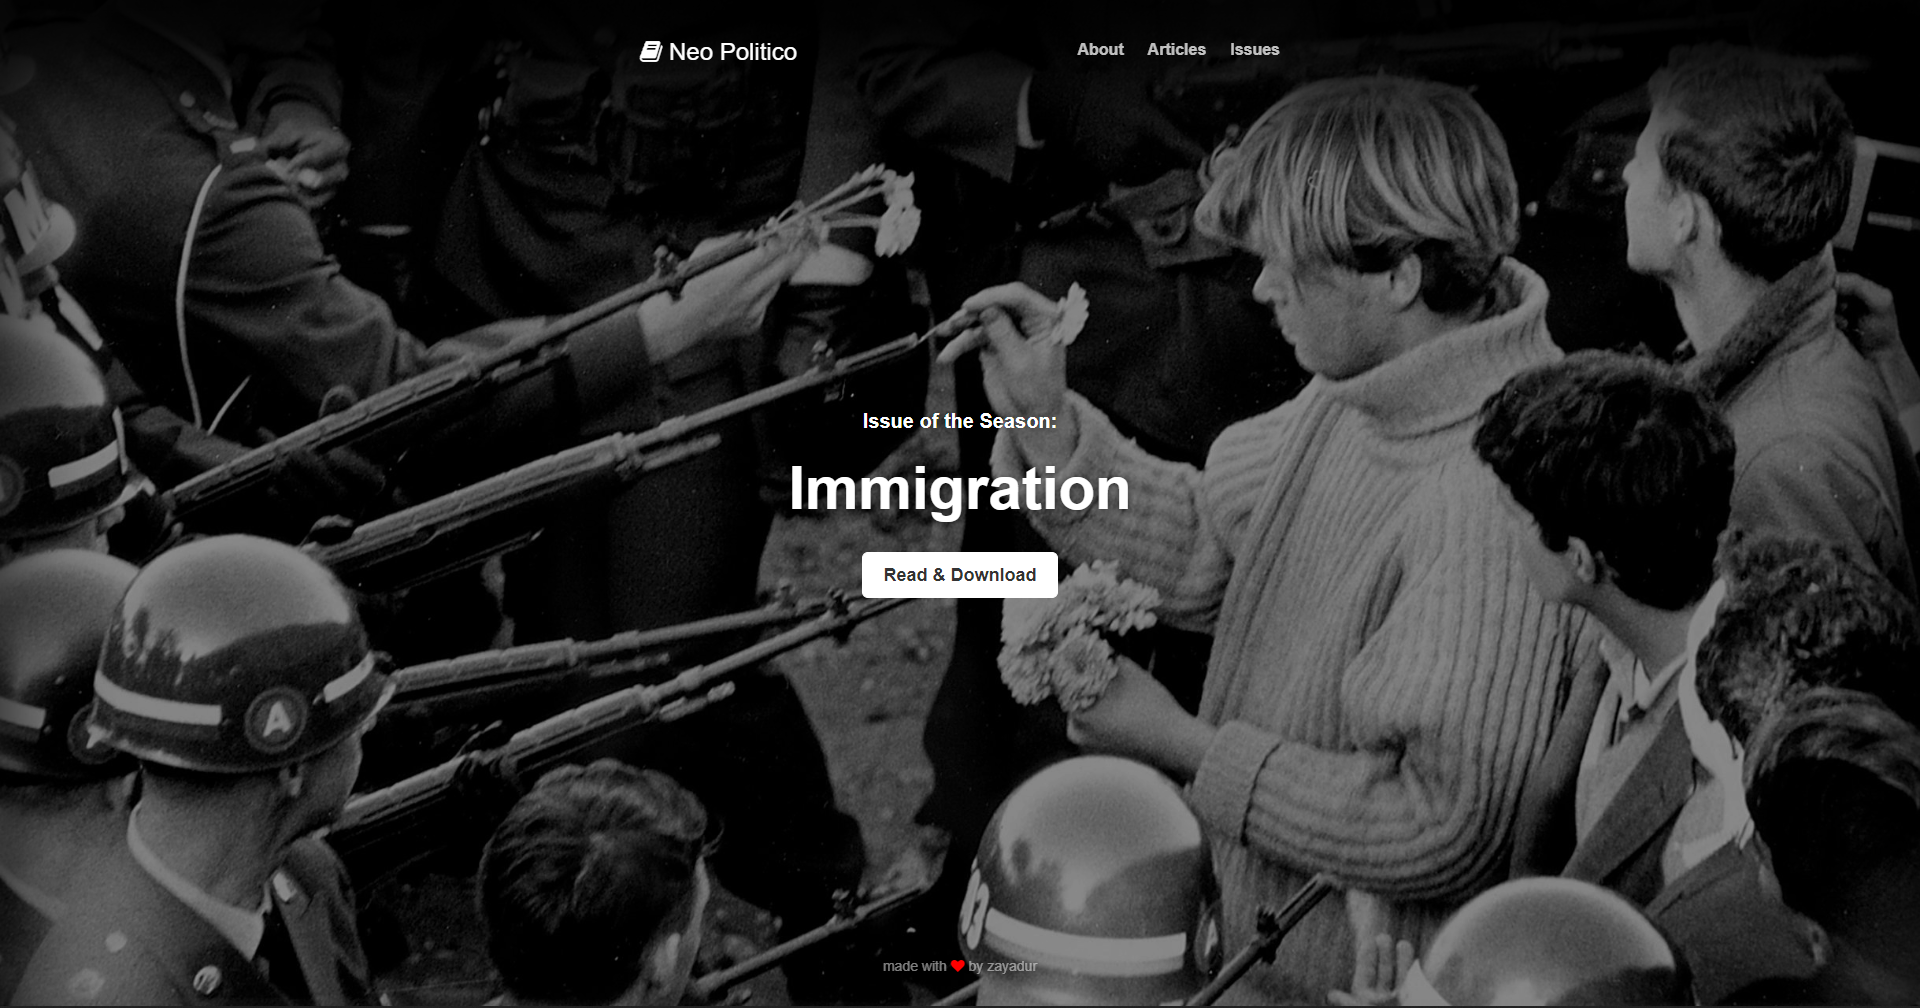 Neo Politico
About Articles Issues
Issue of the Season:
Immigration
Read & Download
A
A
made with ❤ by zayadur